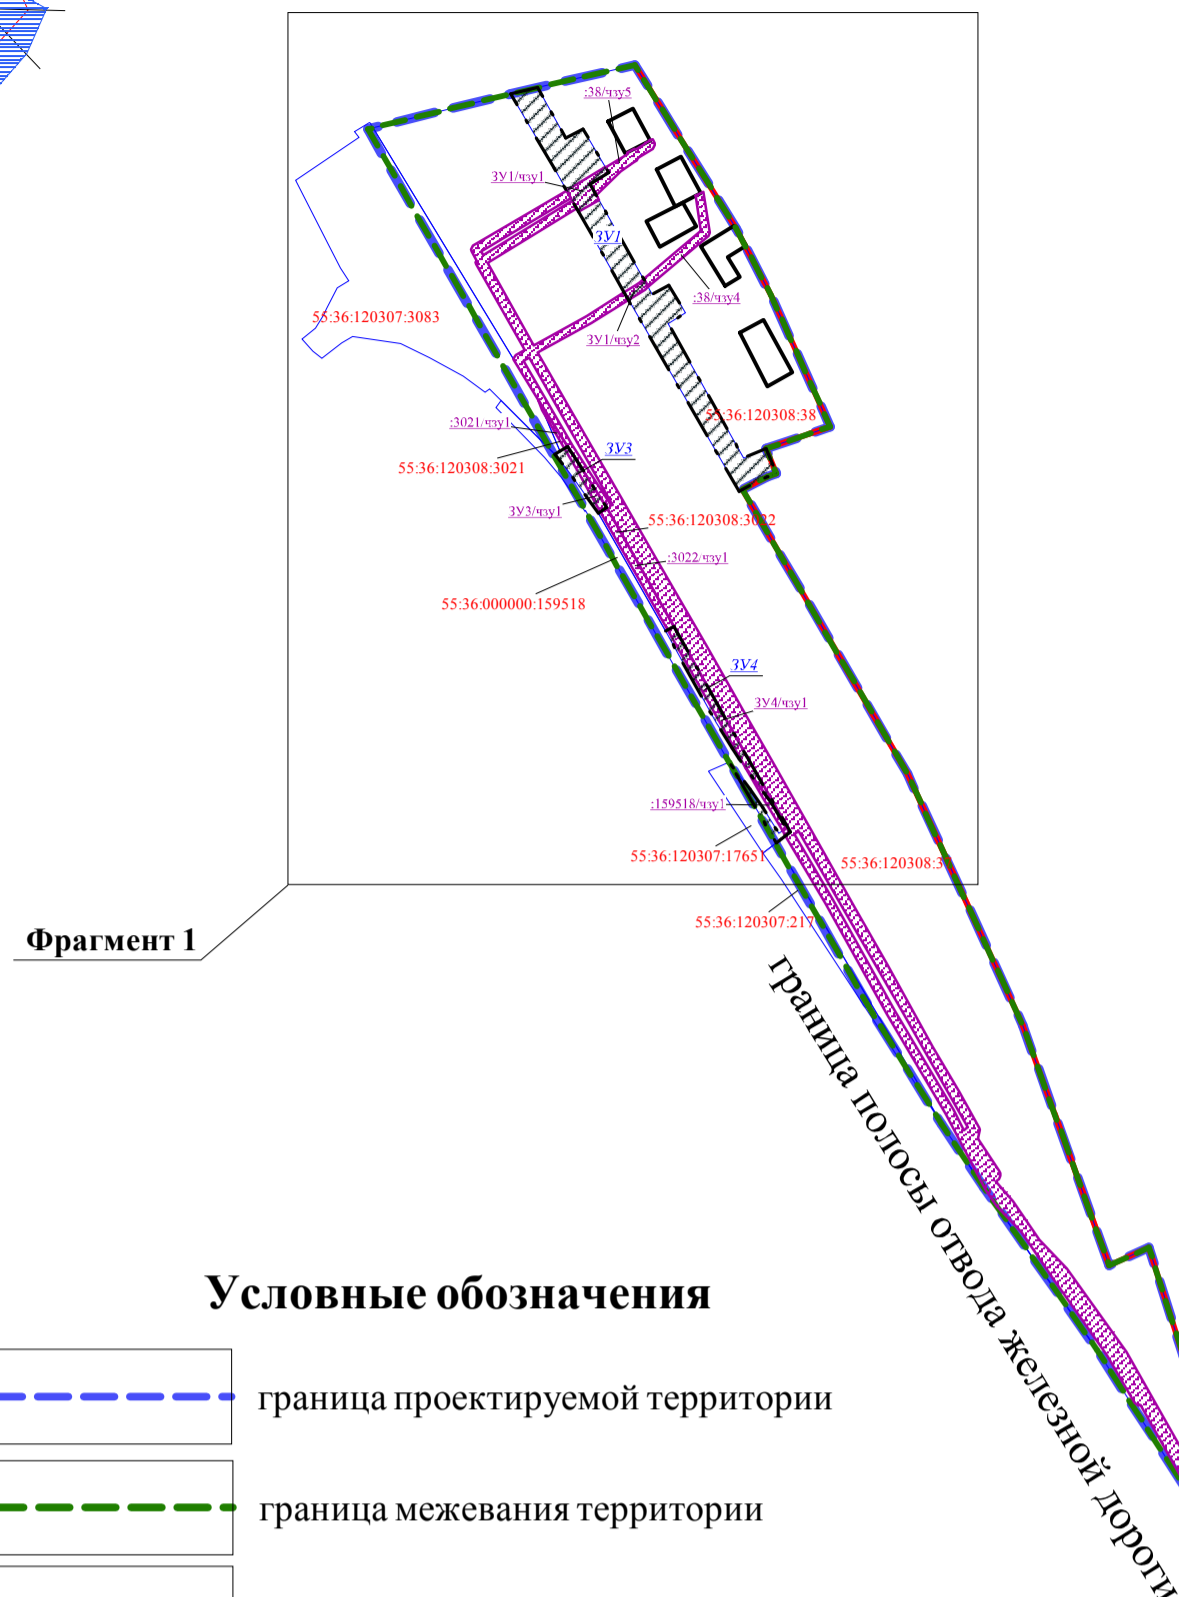 :38/чзу5
ЗУ1/чзу1
ЗУ1
:38/чзу4
55:36:120307:3083
ЗУ1/чзу2
55:36:120308:38
:3021/чзу1
ЗУ3
55:36:120308:3021
ЗУ3/чзу1
55:36:120308:3022
:3022/чзу1
55:36:000000:159518
ЗУ4
ЗУ4/чзу1
:159518/чзу1
55:36:120307:17651
55:36:120308:3
55:36:120307:217
Фрагмент 1
граница полосы отвода железной дороги
Условные обозначения
граница проектируемой территории
граница межевания территории